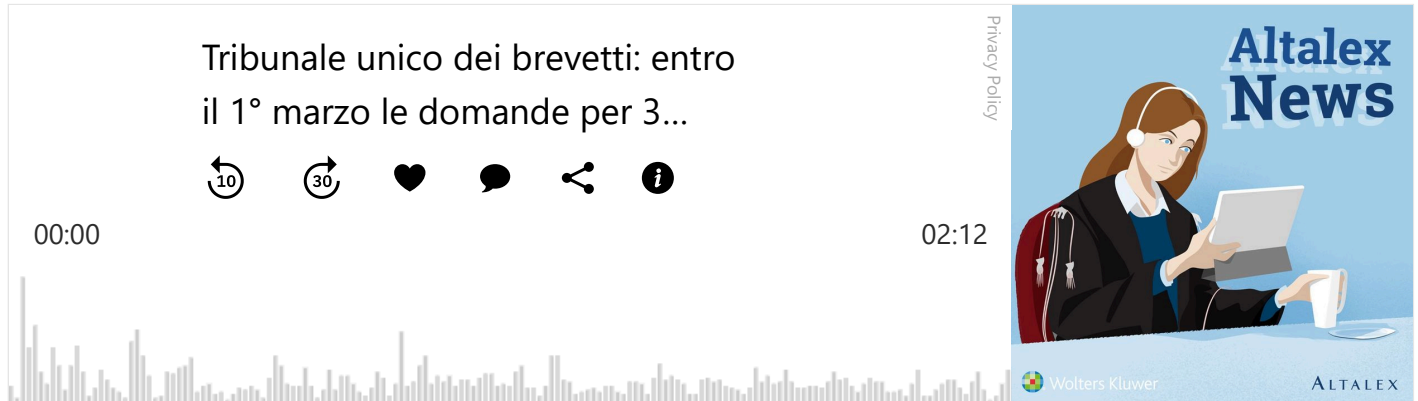 Tribunale unico dei brevetti: entro
il 1° marzo le domande per 3...
10
30
i
00:00
02:12
Privacy Policy
Altalex
News
Wolters Kluwer
ALTALEX